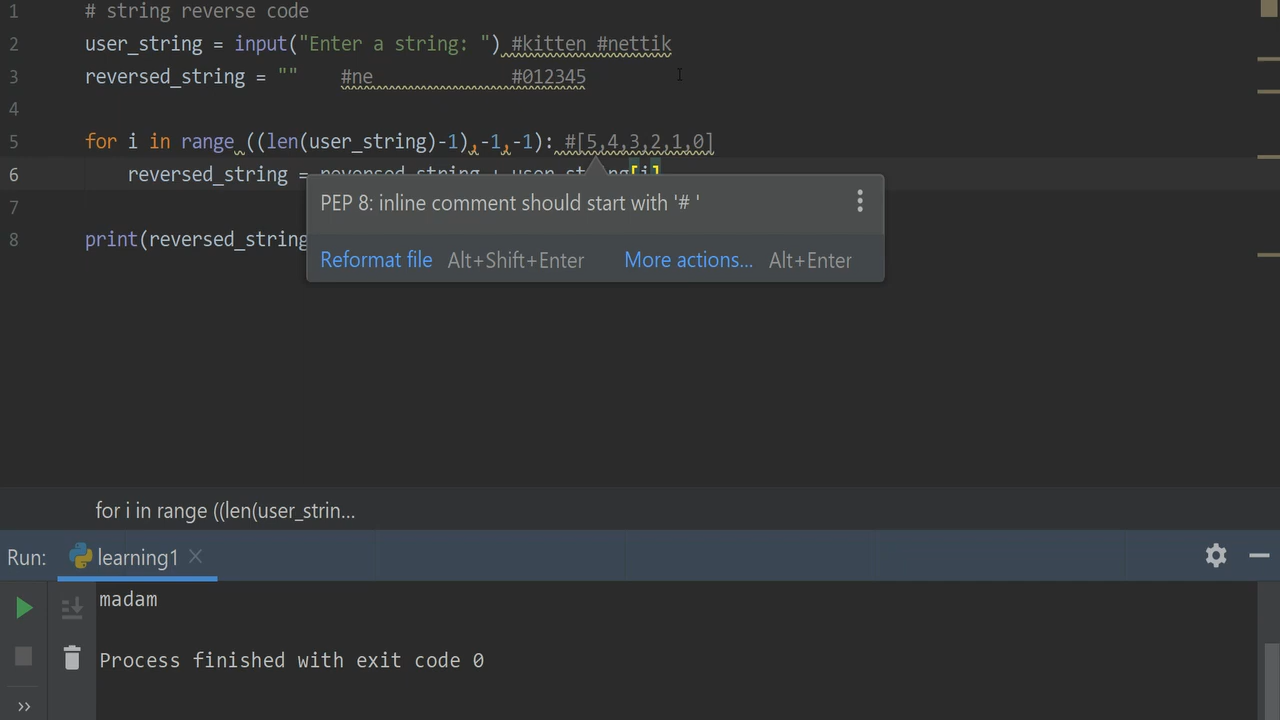 1 # string reverse code
2 user_string = input("Enter a string: ") #kitten #nettik
3 reversed_string = "" #ne #012345
4
5 for i in range ((len(user_string)-1),-1,-1): #[5,4,3,2,1,0]
6 reversed_string = reversed_string + user_string[i]
PEP 8: inline comment should start with '# '
7
8 print(reversed_string
Reformat file Alt+Shift+Enter More actions... Alt+Enter
for i in range ((len(user_strin...
Run: learning1
madam
Process finished with exit code 0